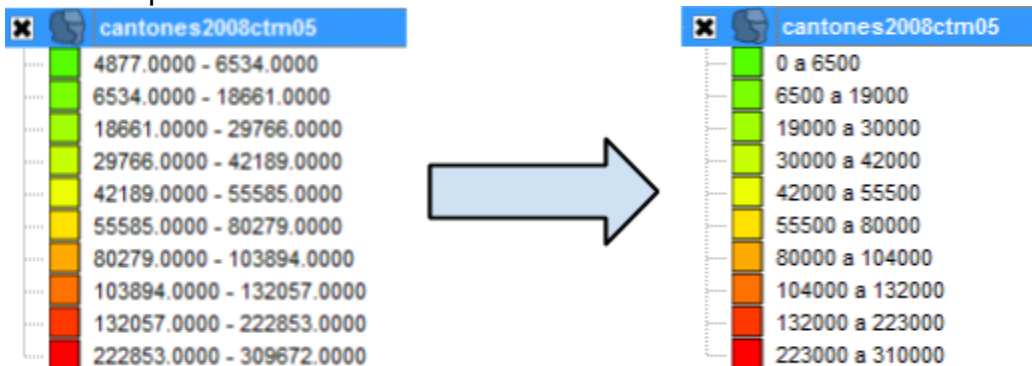 cantones2008ctm05
4877.0000 - 6534.0000
6534.0000 - 18661.0000
18661.0000 - 29766.0000
29766.0000 - 42189.0000
42189.0000 - 55585.0000
55585.0000 - 80279.0000
80279.0000 - 103894.0000
103894.0000 - 132057.0000
132057.0000 - 222853.0000
222853.0000 - 309672.0000
cantones2008ctm05
0 a 6500
6500 a 19000
19000 a 30000
30000 a 42000
42000 a 55500
55500 a 80000
80000 a 104000
104000 a 132000
132000 a 223000
223000 a 310000